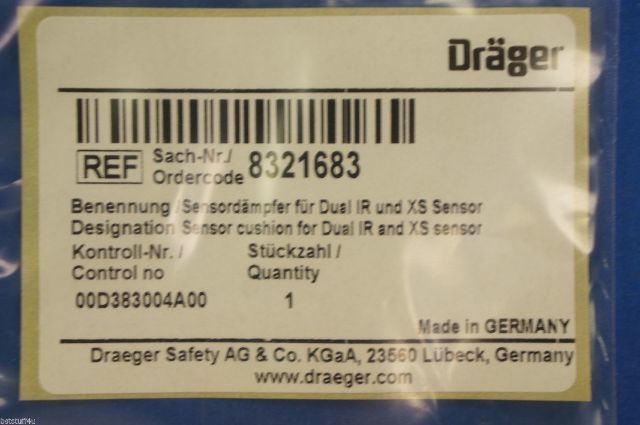 Dräger
REF Sach-Nr./ Ordercode 8321683
Benennung / Sensordämpfer für Dual IR und XS Sensor
Designation Sensor cushion for Dual IR and XS sensor
Kontroll-Nr. / Stückzahl /
Control no Quantity
00D383004A00 1
Made in GERMANY
Draeger Safety AG & Co. KGaA, 23560 Lübeck, Germany
www.draeger.com
botstuff4u